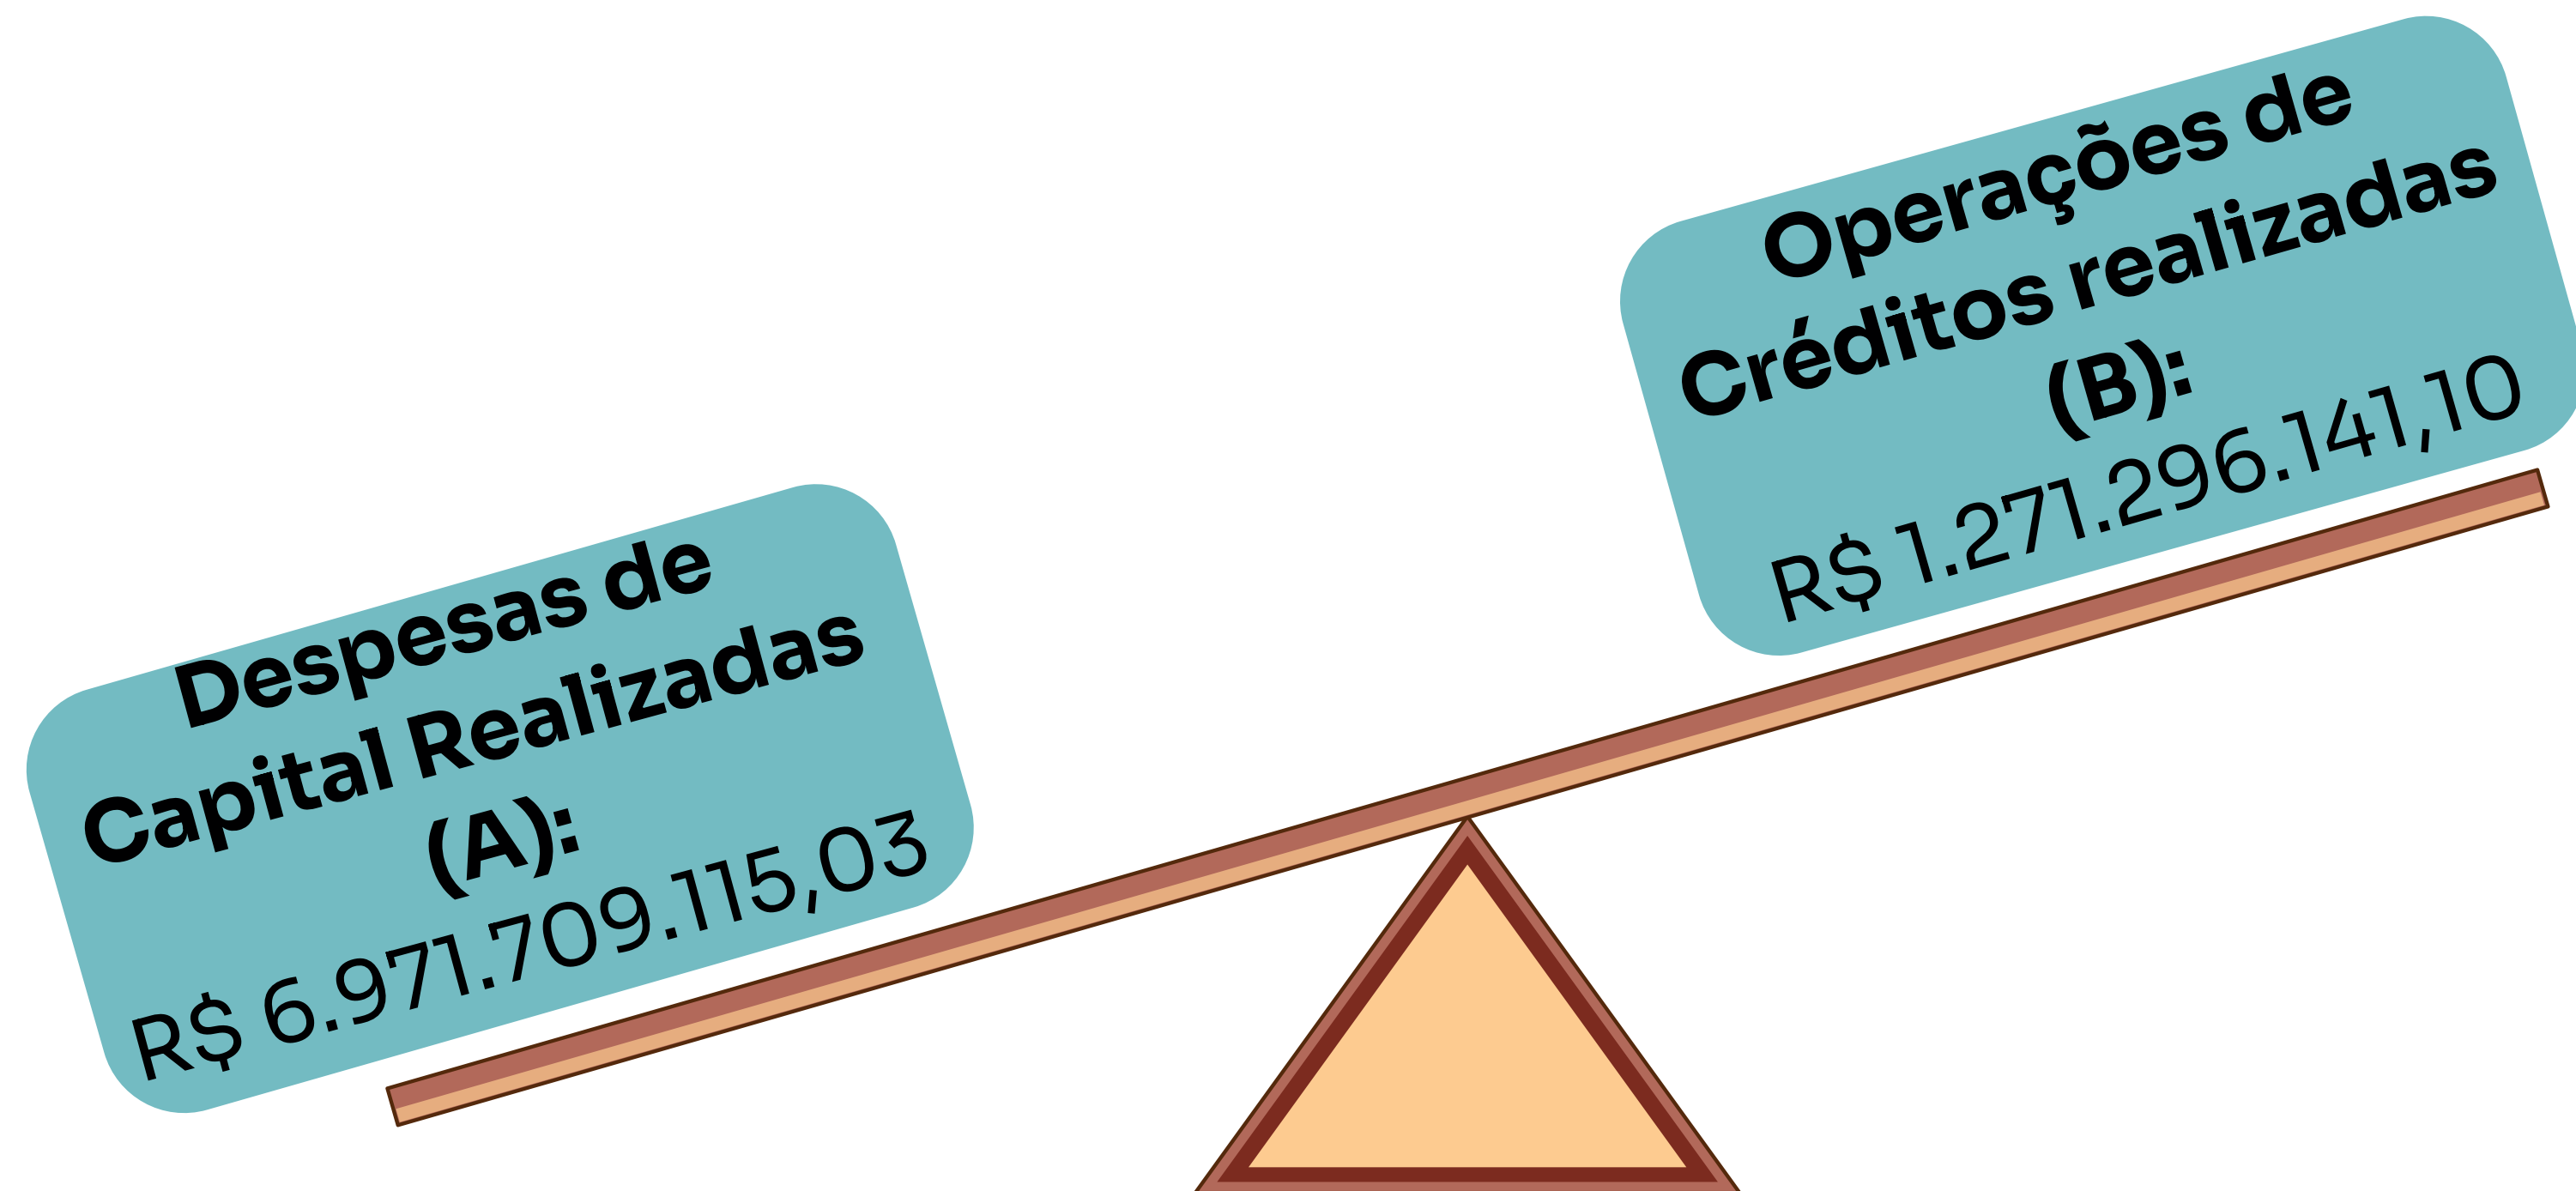 Despesas de
Capital Realizadas
(A):
R$ 6.971.709.115,03
Operações de
Créditos realizadas
(B):
R$ 1.271.296.141,10